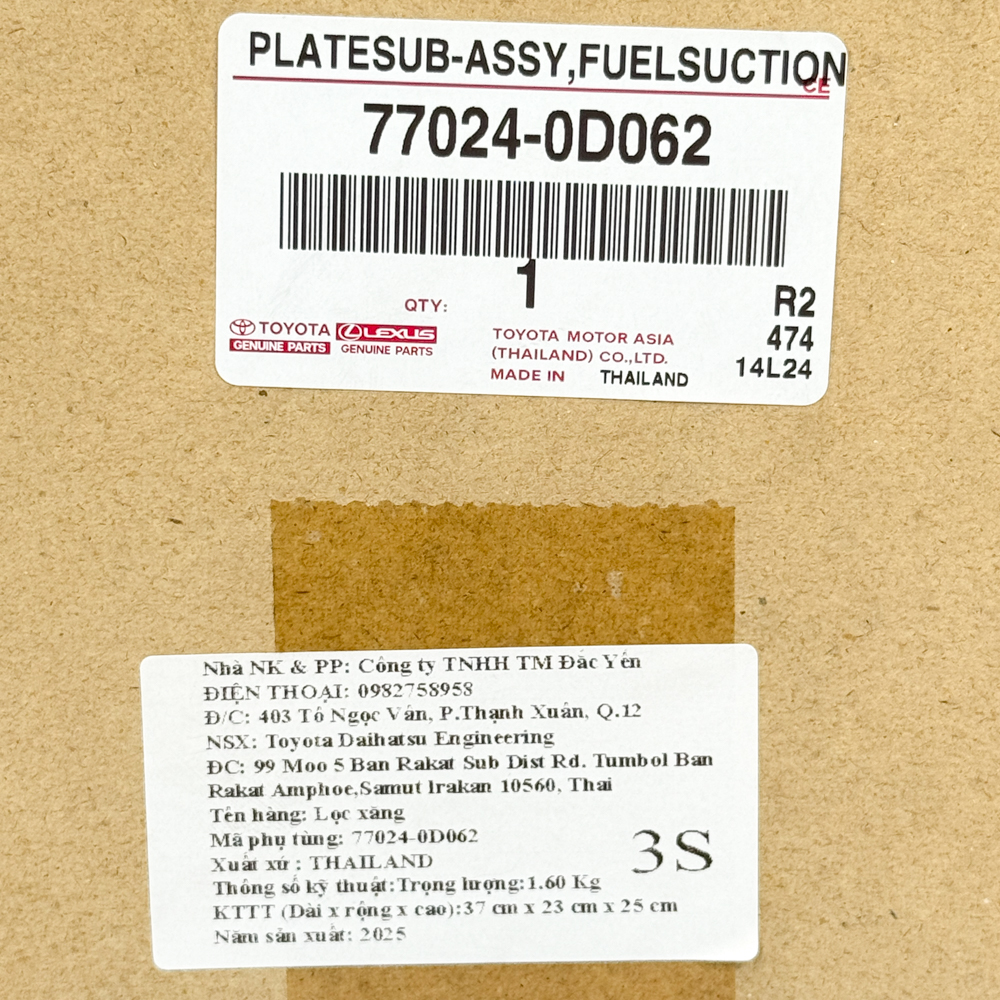 PLATESUB-ASSY,FUELSUCTION
CE
77024-0D062
1
QTY:
R2
474
14L24
TOYOTA
GENUINE PARTS
LEXUS
GENUINE PARTS
TOYOTA MOTOR ASIA
(THAILAND) CO.,LTD.
MADE IN THAILAND
Nhà NK & PP: Công ty TNHH TM Đắc Yến
ĐIỆN THOẠI: 0982758958
Đ/C: 403 Tô Ngọc Vân, P.Thạnh Xuân, Q.12
NSX: Toyota Daihatsu Engineering
ĐC: 99 Moo 5 Ban Rakat Sub Dist Rd. Tumbol Ban
Rakat Amphoe,Samut lrakan 10560, Thai
Tên hàng: Lọc xăng
Mã phụ tùng: 77024-0D062
Xuất xứ : THAILAND
3S
Thông số kỹ thuật:Trọng lượng:1.60 Kg
KTTT (Dài x rộng x cao):37 cm x 23 cm x 25 cm
Năm sản xuất: 2025